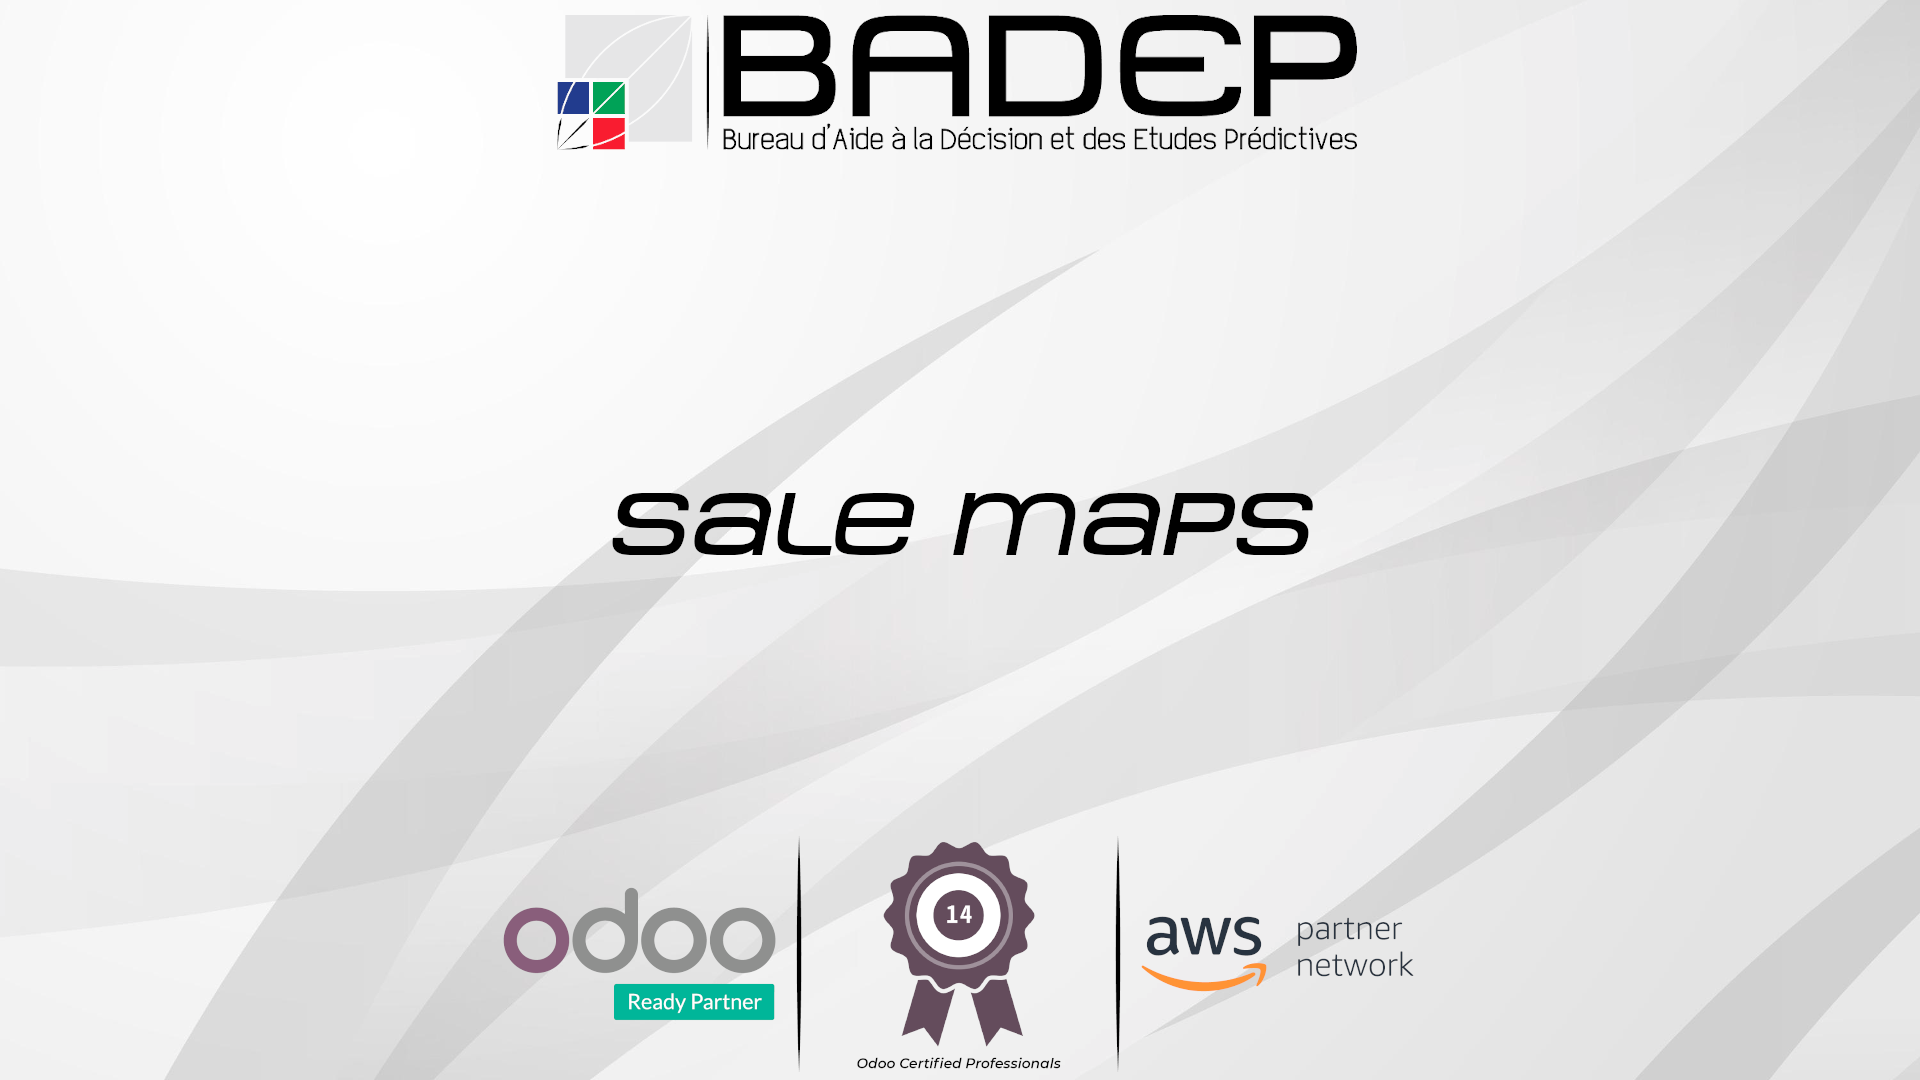 BADEP
Bureau d'Aide à la Décision et des Etudes Prédictives
sale maps
odoo
Ready Partner
14
Odoo Certified Professionals
aws
partner
network